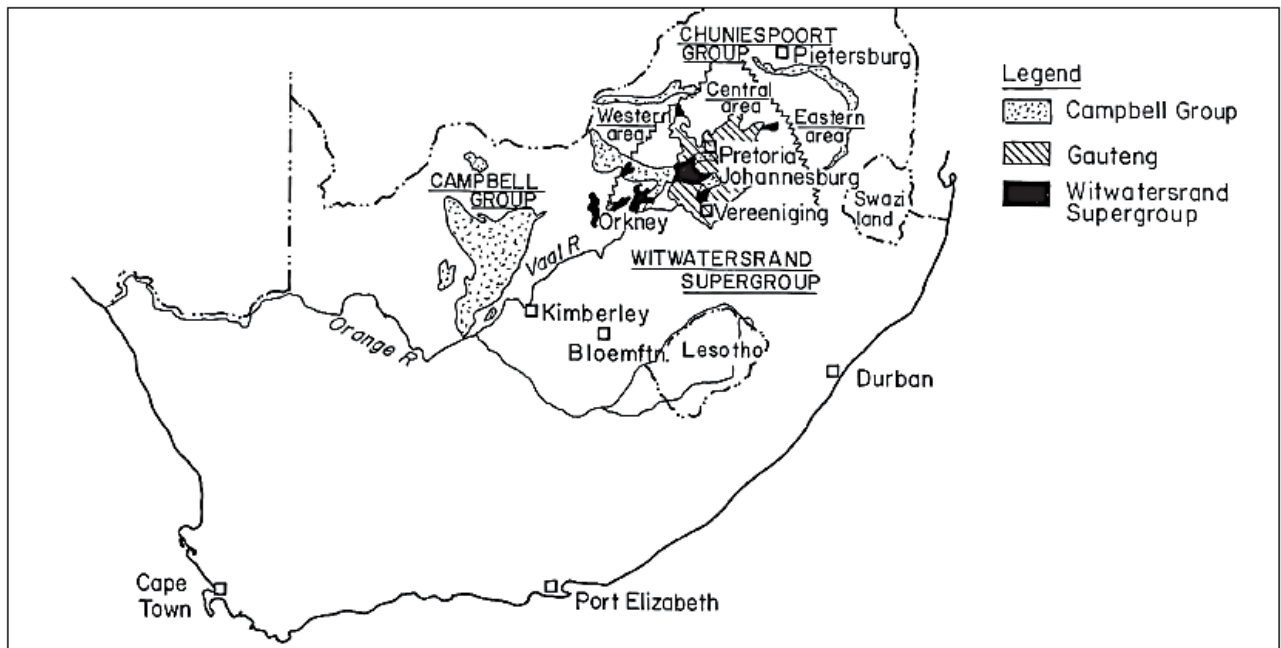 CHUNIESPOORT
GROUP
Pietersburg
Central
area
Western
area
Eastern
area
Pretoria
Johannesburg
CAMPBELL
GROUP
Orkney
Vereeniging
Swazi
land
Vaal R
WITWATERSRAND
SUPERGROUP
Kimberley
Orange R
Bloemftn.
Lesotho
Durban
Cape
Town
Port Elizabeth
Legend
Campbell Group
Gauteng
Witwatersrand
Supergroup